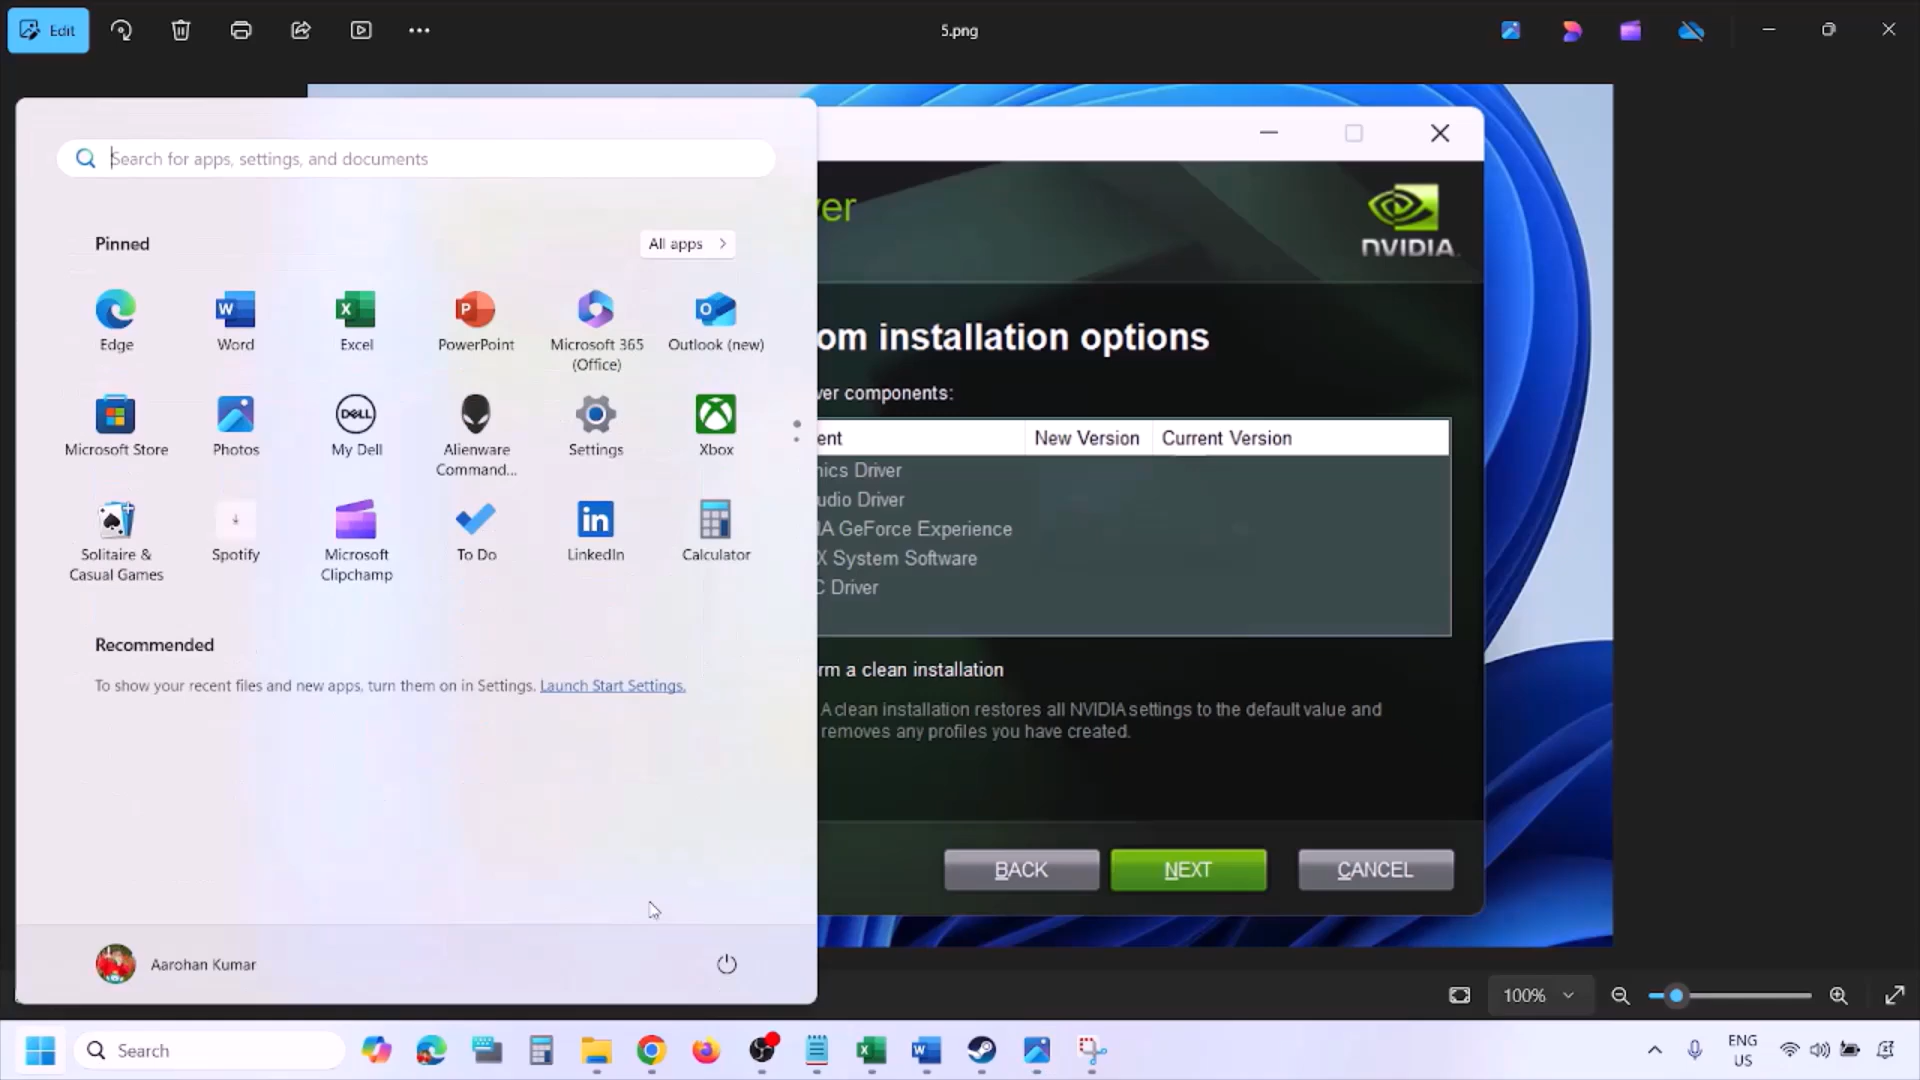 Edit
5.png
Search for apps, settings, and documents
Pinned
All apps
Edge
Word
Excel
PowerPoint
Microsoft 365
(Office)
Outlook (new)
Microsoft Store
Photos
My Dell
Alienware
Command...
Settings
Xbox
Solitaire &
Casual Games
Spotify
Microsoft
Clipchamp
To Do
LinkedIn
Calculator
Recommended
To show your recent files and new apps, turn them on in Settings. Launch Start Settings.
Aarohan Kumar
ver
NVIDIA
om installation options
ver components:
ent New Version Current Version
hics Driver
udio Driver
IA GeForce Experience
X System Software
C Driver
rm a clean installation
A clean installation restores all NVIDIA settings to the default value and
removes any profiles you have created.
BACK
NEXT
CANCEL
100%
Search
ENG
US